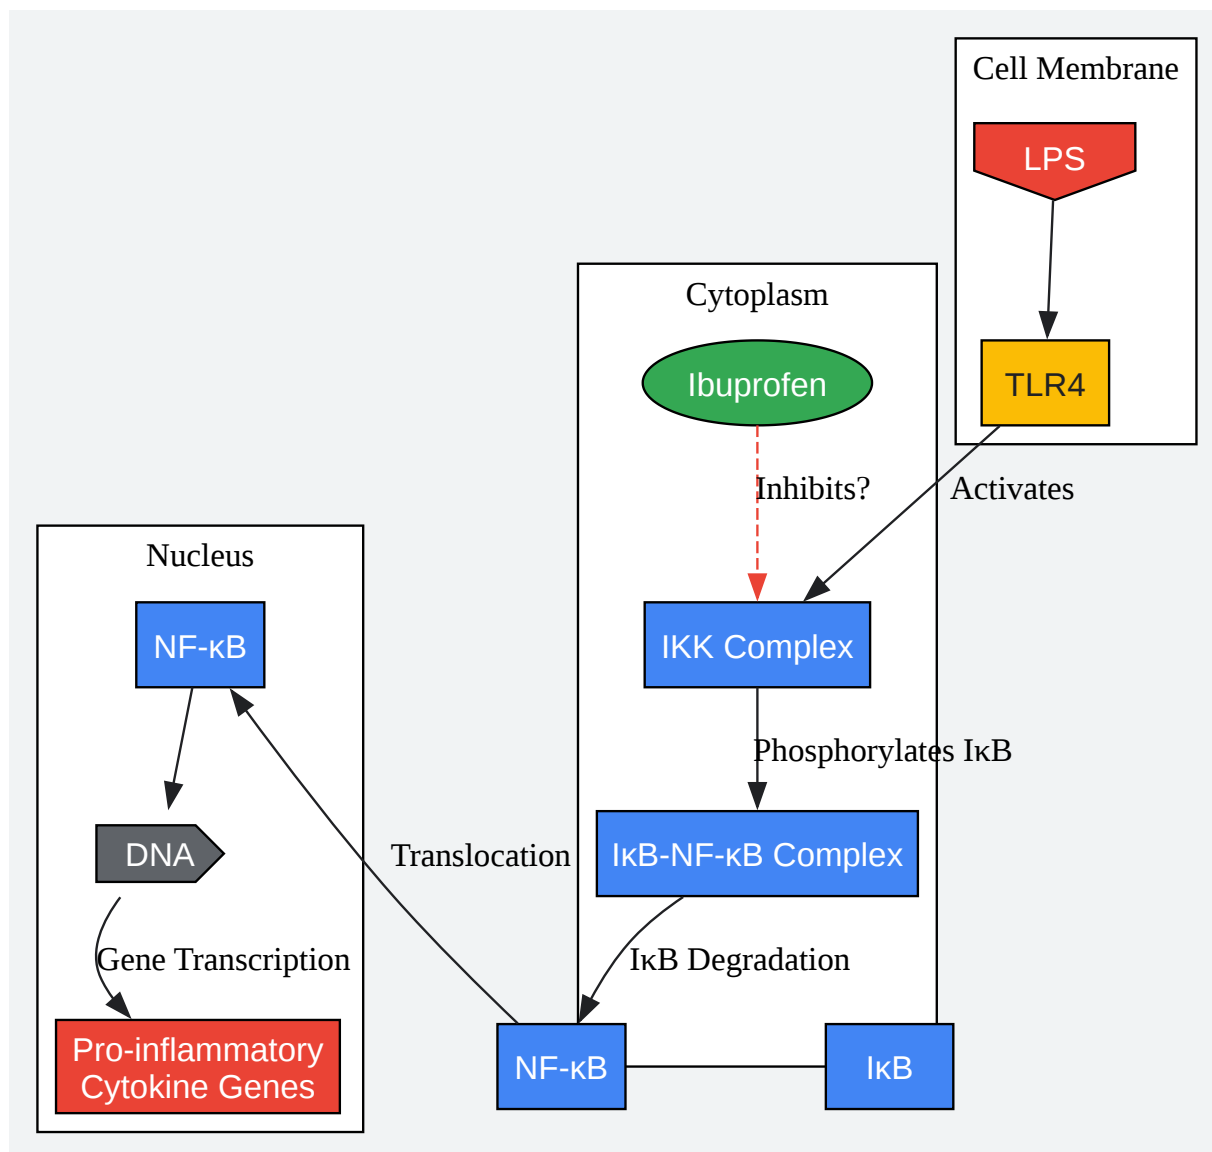 Cell Membrane
LPS
TLR4
Activates
Cytoplasm
Ibuprofen
Inhibits?
IKK Complex
Phosphorylates IκB
IκB-NF-κB Complex
IκB Degradation
NF-κB
IκB
Translocation
Nucleus
NF-κB
DNA
Gene Transcription
Pro-inflammatory
Cytokine Genes